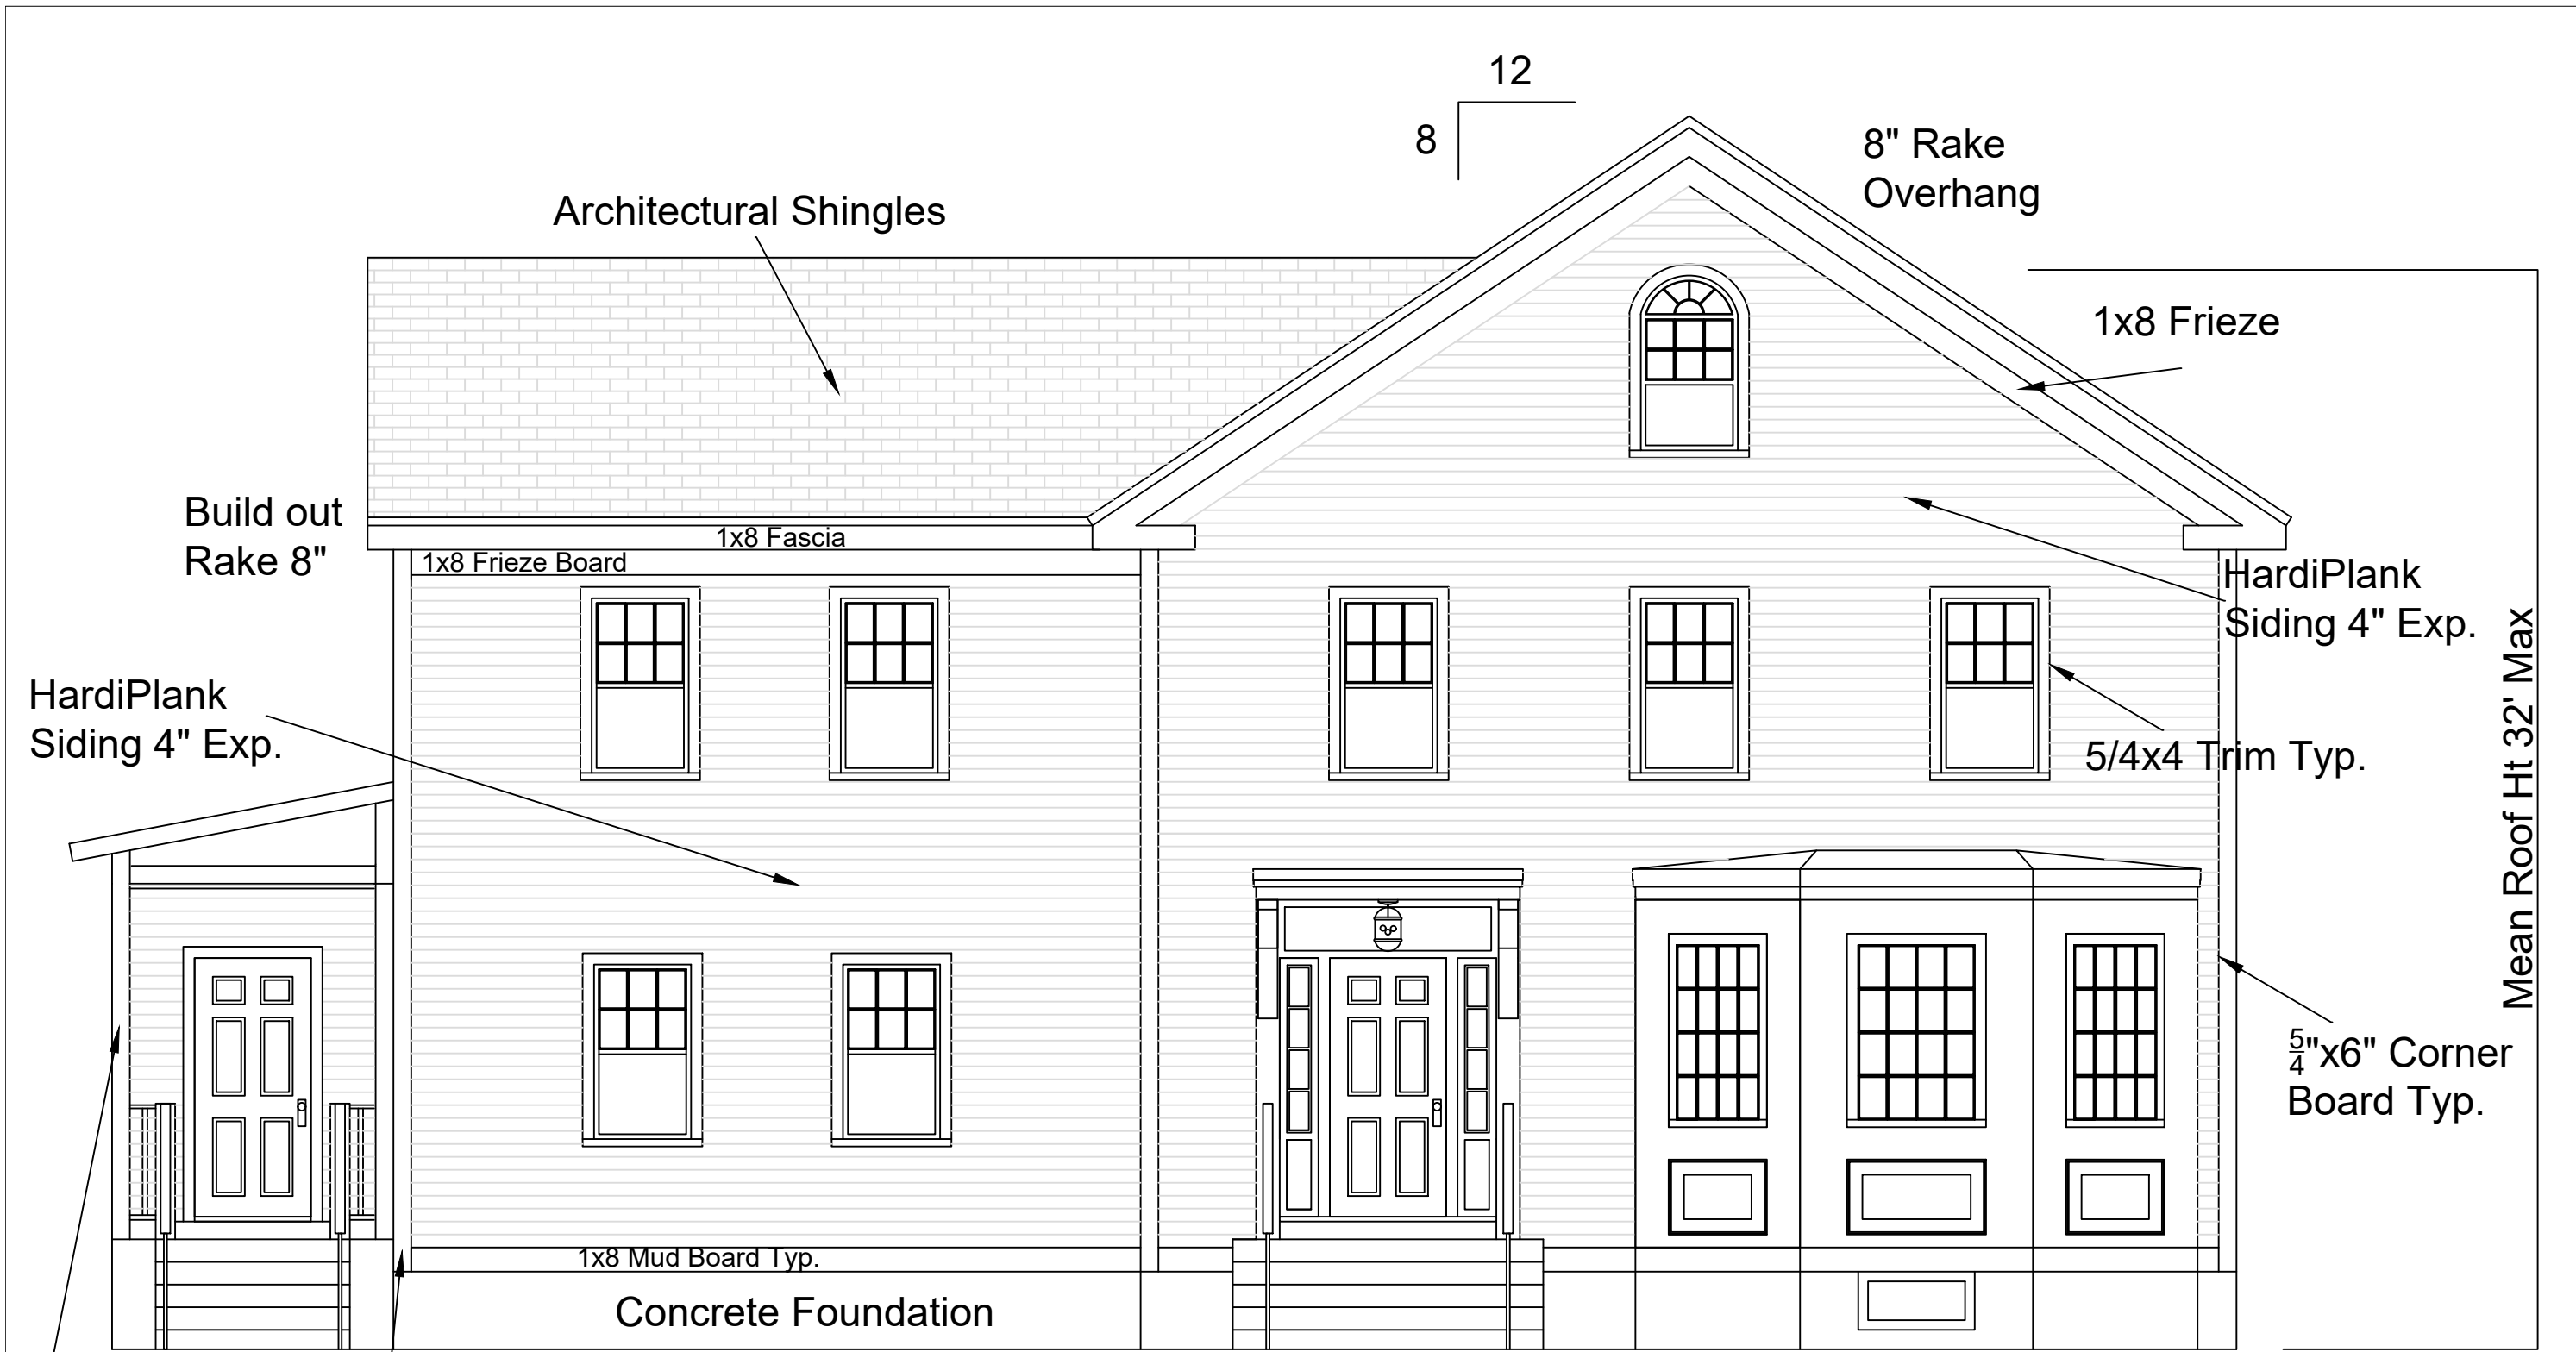 12
8
8" Rake
Overhang
Architectural Shingles
1x8 Frieze
Build out
Rake 8"
1x8 Fascia
1x8 Frieze Board
HardiPlank
Siding 4" Exp.
HardiPlank
Siding 4" Exp.
5/4x4 Trim Typ.
Mean Roof Ht 32' Max
5/4"x6" Corner
Board Typ.
1x8 Mud Board Typ.
Concrete Foundation